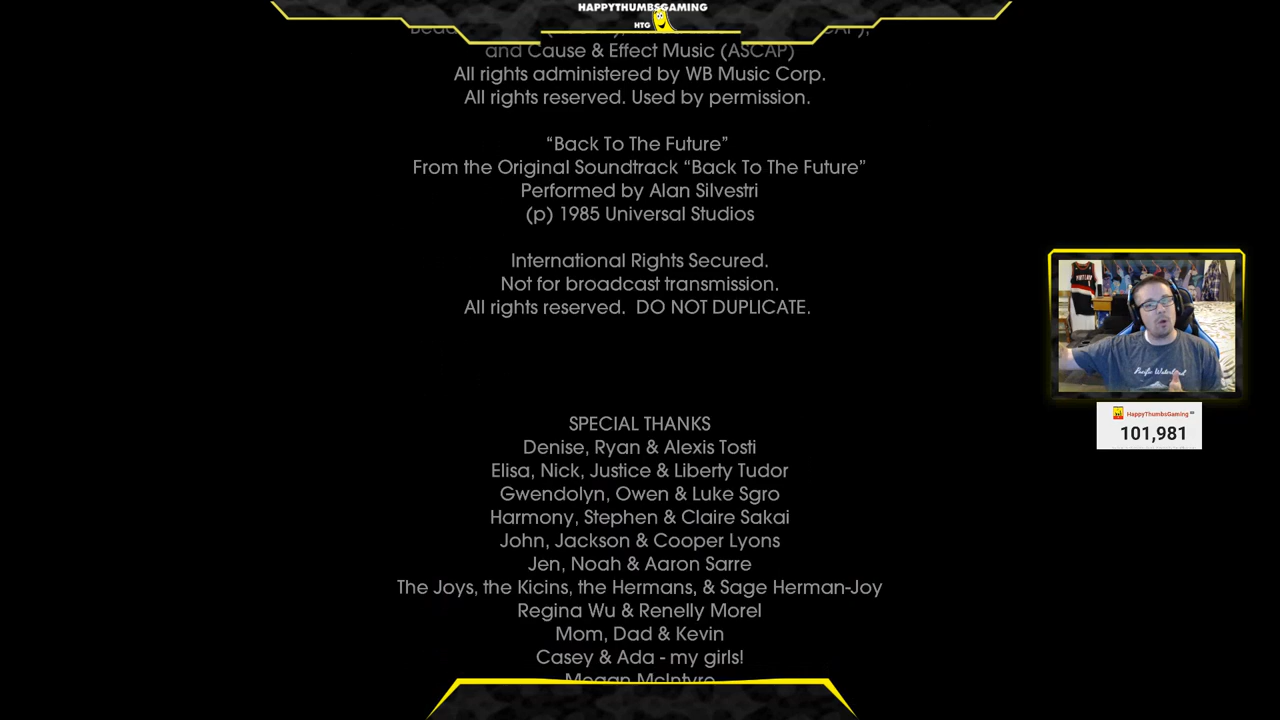 HAPPYTHUMBSGAMING
HTG
and Cause & Effect Music (ASCAP)
All rights administered by WB Music Corp.
All rights reserved. Used by permission.
“Back To The Future”
From the Original Soundtrack “Back To The Future”
Performed by Alan Silvestri
(p) 1985 Universal Studios
International Rights Secured.
Not for broadcast transmission.
All rights reserved.  DO NOT DUPLICATE.
SPECIAL THANKS
Denise, Ryan & Alexis Tosti
Elisa, Nick, Justice & Liberty Tudor
Gwendolyn, Owen & Luke Sgro
Harmony, Stephen & Claire Sakai
John, Jackson & Cooper Lyons
Jen, Noah & Aaron Sarre
The Joys, the Kicins, the Hermans, & Sage Herman-Joy
Regina Wu & Renelly Morel
Mom, Dad & Kevin
Casey & Ada - my girls!
Megan McIntyre
Pacific Wonderland
HappyThumbsGaming
101,981